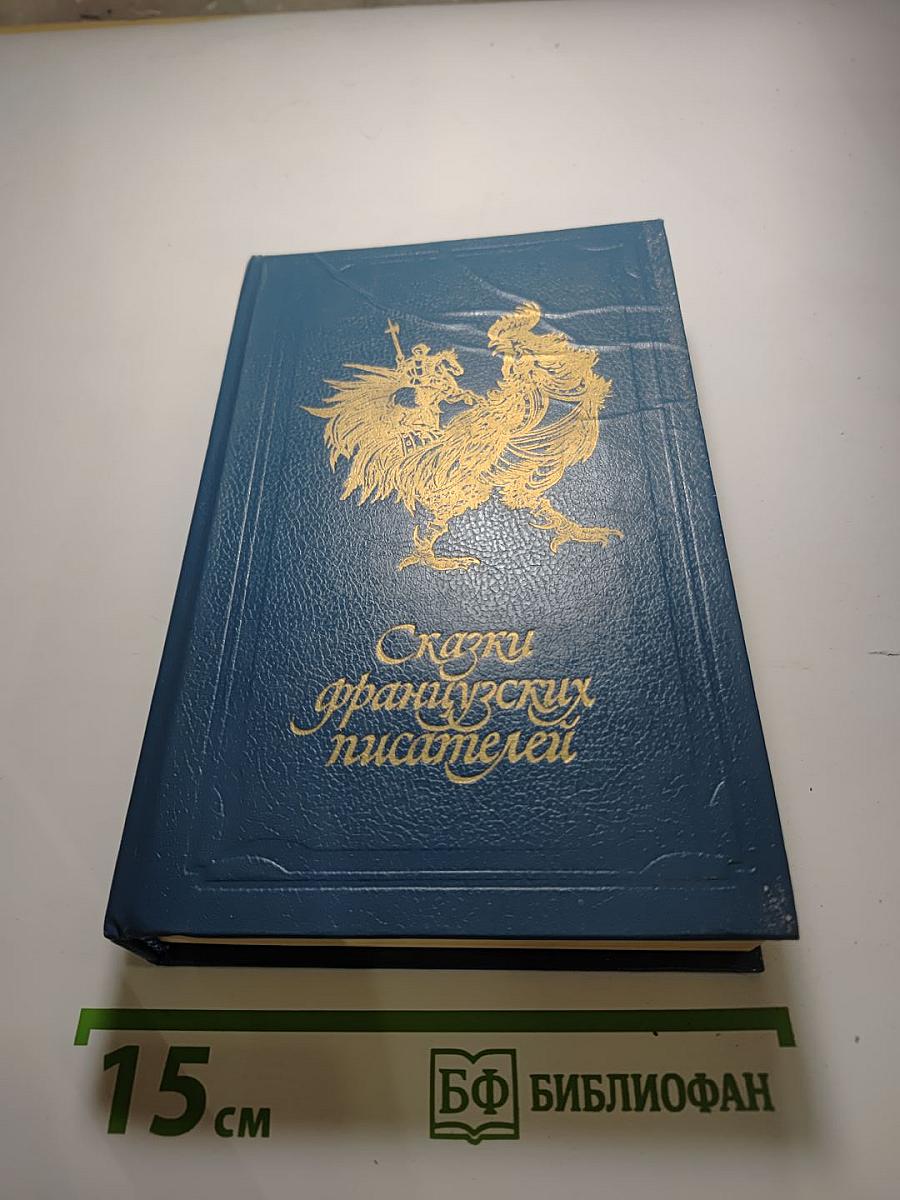 Сказки
французских
писателей
15 см
БФ БИБЛИОФАН